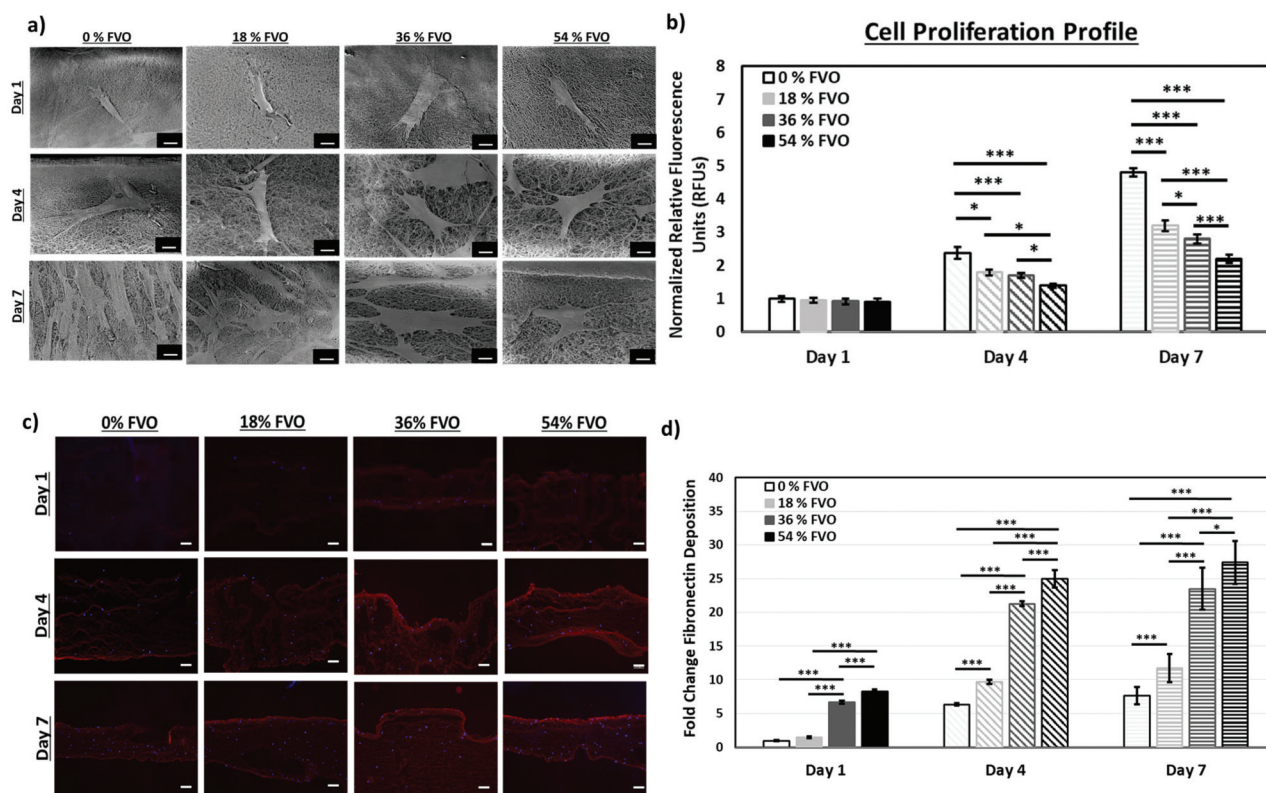 a)
0 % FVO
18 % FVO
36 % FVO
54 % FVO
Day 1
Day 4
Day 7
b)
Cell Proliferation Profile
Normalized Relative Fluorescence
Units (RFUs)
8
7
6
5
4
3
2
1
0
0 % FVO
18 % FVO
36 % FVO
54 % FVO
***
***
*
*
*
***
***
***
***
*
***
Day 1
Day 4
Day 7
c)
0% FVO
18% FVO
36% FVO
54% FVO
Day 1
Day 4
Day 7
d)
Fold Change Fibronectin Deposition
40
35
30
25
20
15
10
5
0
0 % FVO
18 % FVO
36 % FVO
54 % FVO
***
***
***
***
***
***
***
***
***
***
***
***
***
*
***
***
***
Day 1
Day 4
Day 7